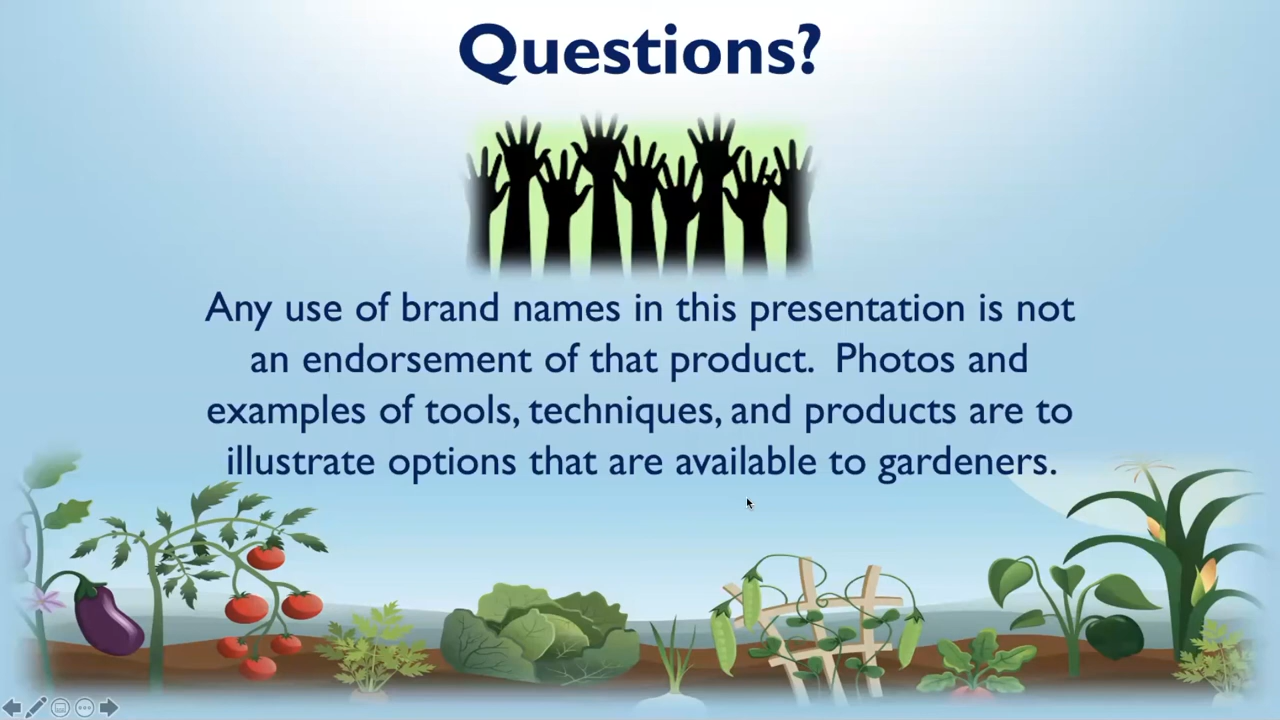 Questions?
Any use of brand names in this presentation is not
an endorsement of that product.  Photos and
examples of tools, techniques, and products are to
illustrate options that are available to gardeners.